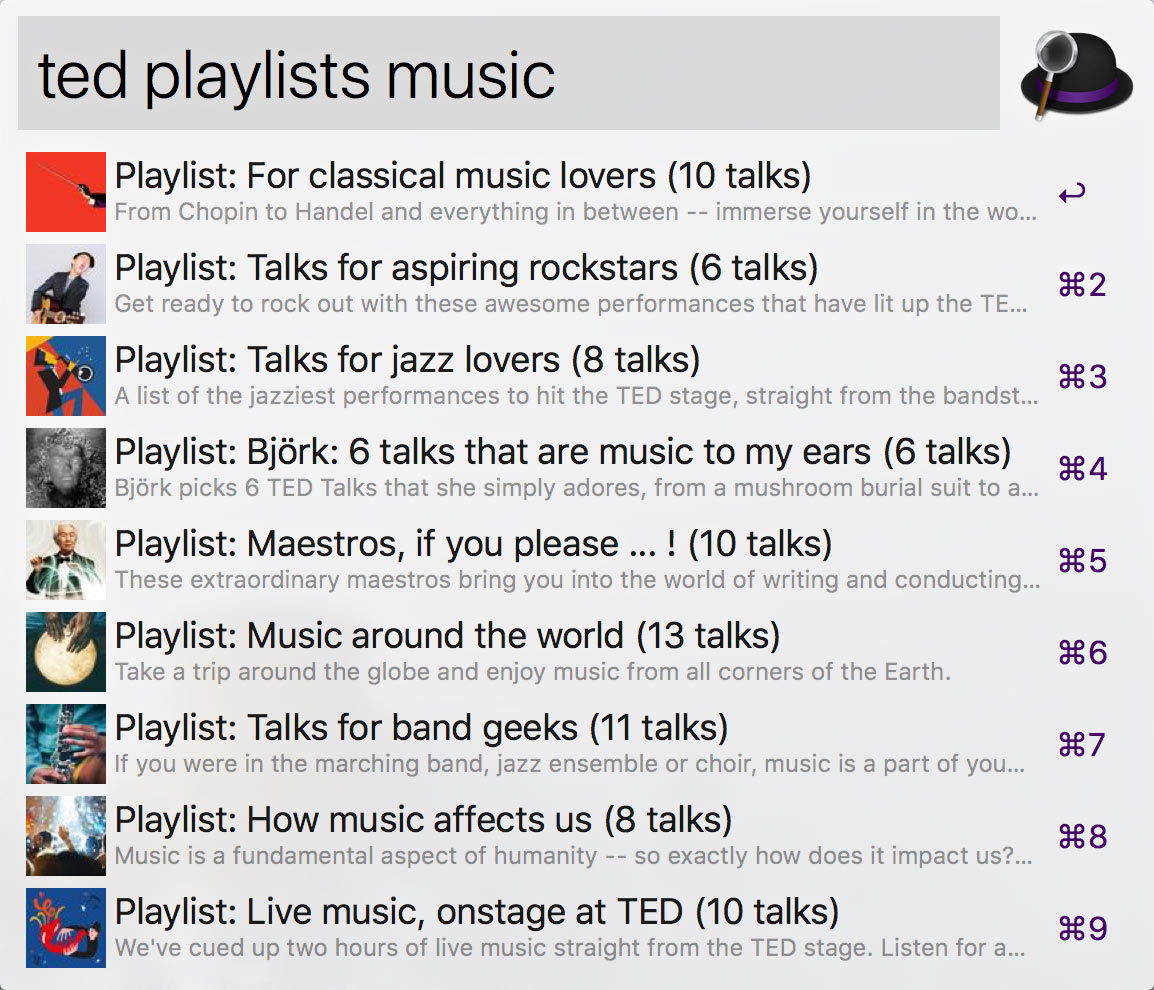 ted playlists music
Playlist: For classical music lovers (10 talks)
From Chopin to Handel and everything in between -- immerse yourself in the wo...
↩
Playlist: Talks for aspiring rockstars (6 talks)
Get ready to rock out with these awesome performances that have lit up the TE...
⌘2
Playlist: Talks for jazz lovers (8 talks)
A list of the jazziest performances to hit the TED stage, straight from the bandst...
⌘3
Playlist: Björk: 6 talks that are music to my ears (6 talks)
Björk picks 6 TED Talks that she simply adores, from a mushroom burial suit to a...
⌘4
Playlist: Maestros, if you please ... ! (10 talks)
These extraordinary maestros bring you into the world of writing and conducting...
⌘5
Playlist: Music around the world (13 talks)
Take a trip around the globe and enjoy music from all corners of the Earth.
⌘6
Playlist: Talks for band geeks (11 talks)
If you were in the marching band, jazz ensemble or choir, music is a part of you...
⌘7
Playlist: How music affects us (8 talks)
Music is a fundamental aspect of humanity -- so exactly how does it impact us?...
⌘8
Playlist: Live music, onstage at TED (10 talks)
We've cued up two hours of live music straight from the TED stage. Listen for a...
⌘9